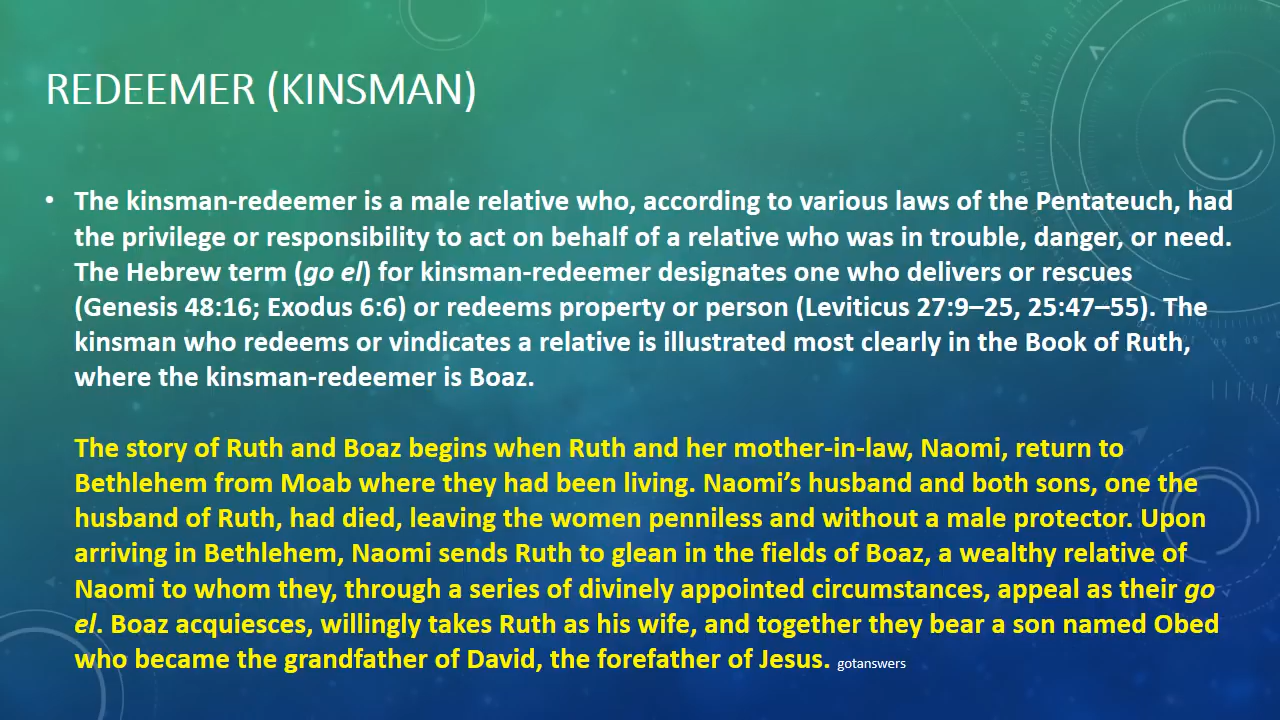 REDEEMER (KINSMAN)
• The kinsman-redeemer is a male relative who, according to various laws of the Pentateuch, had
the privilege or responsibility to act on behalf of a relative who was in trouble, danger, or need.
The Hebrew term (go el) for kinsman-redeemer designates one who delivers or rescues
(Genesis 48:16; Exodus 6:6) or redeems property or person (Leviticus 27:9–25, 25:47–55). The
kinsman who redeems or vindicates a relative is illustrated most clearly in the Book of Ruth,
where the kinsman-redeemer is Boaz.
The story of Ruth and Boaz begins when Ruth and her mother-in-law, Naomi, return to
Bethlehem from Moab where they had been living. Naomi’s husband and both sons, one the
husband of Ruth, had died, leaving the women penniless and without a male protector. Upon
arriving in Bethlehem, Naomi sends Ruth to glean in the fields of Boaz, a wealthy relative of
Naomi to whom they, through a series of divinely appointed circumstances, appeal as their go
el. Boaz acquiesces, willingly takes Ruth as his wife, and together they bear a son named Obed
who became the grandfather of David, the forefather of Jesus. gotanswers